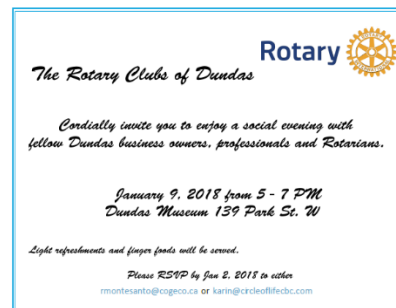 Rotary
The Rotary Clubs of Dundas
Cordially invite you to enjoy a social evening with
fellow Dundas business owners, professionals and Rotarians.
January 9, 2018 from 5 - 7 PM
Dundas Museum 139 Park St. W
Light refreshments and finger foods will be served.
Please RSVP by Jan 2, 2018 to either
rmontesanto@cogeco.ca or karin@circleoflifecbc.com